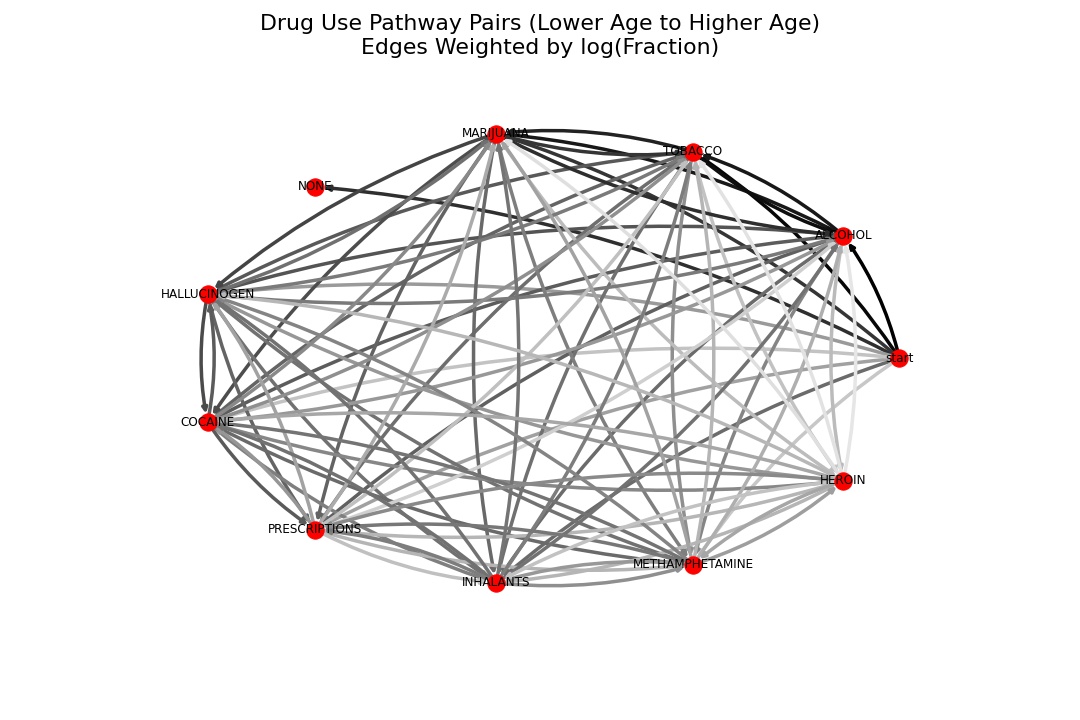 Drug Use Pathway Pairs (Lower Age to Higher Age)
Edges Weighted by log(Fraction)
MARIJUANA
TOBACCO
NONE
ALCOHOL
HALLUCINOGEN
start
COCAINE
HEROIN
PRESCRIPTIONS
METHAMPHETAMINE
INHALANTS